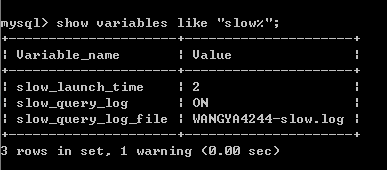 mysql> show variables like "slow%";
+---------------------+--------------------+
| Variable_name       | Value              |
+---------------------+--------------------+
| slow_launch_time    | 2                  |
| slow_query_log      | ON                 |
| slow_query_log_file | WANGYA4244-slow.log |
+---------------------+--------------------+
3 rows in set, 1 warning (0.00 sec)